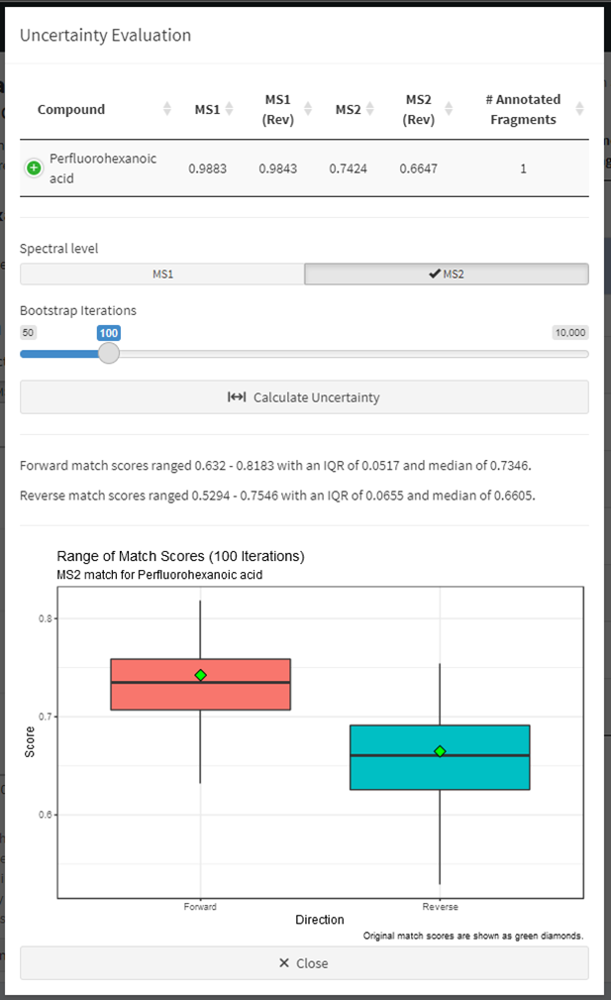 Uncertainty Evaluation
Compound MS1 MS1 (Rev) MS2 MS2 (Rev) # Annotated Fragments
Perfluorohexanoic acid 0.9883 0.9843 0.7424 0.6647 1
Spectral level
MS1 MS2
Bootstrap Iterations
50 100 10,000
Calculate Uncertainty
Forward match scores ranged 0.632 - 0.8183 with an IQR of 0.0517 and median of 0.7346.
Reverse match scores ranged 0.5294 - 0.7546 with an IQR of 0.0655 and median of 0.6605.
Range of Match Scores (100 Iterations)
MS2 match for Perfluorohexanoic acid
0.8
0.7
Score
0.6
Forward Reverse
Direction
Original match scores are shown as green diamonds.
Close